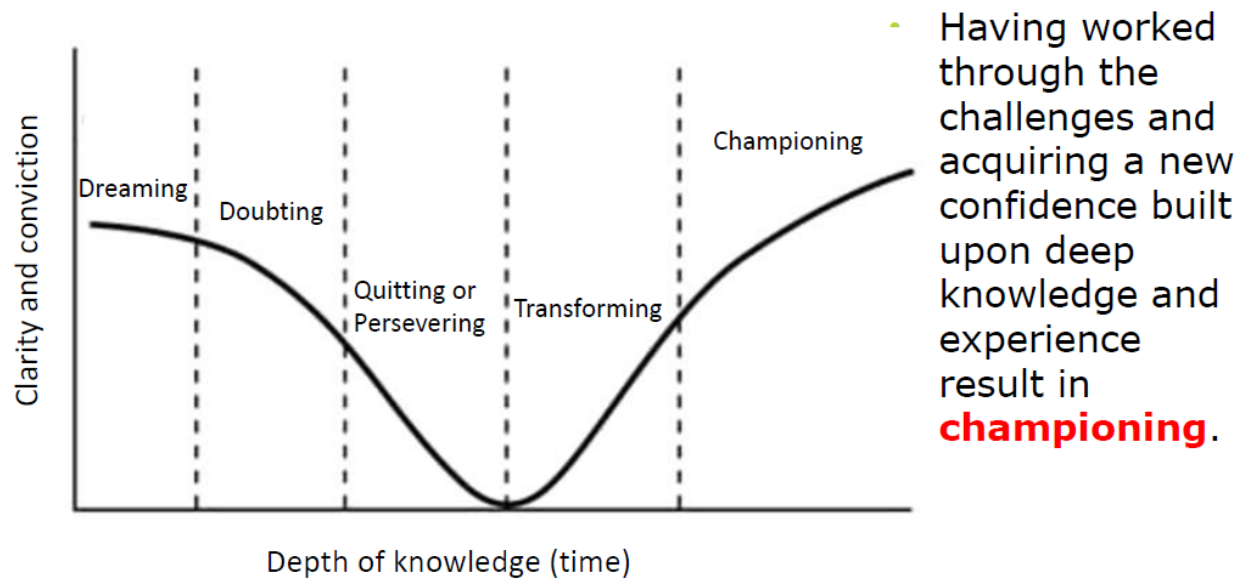 Clarity and conviction
Dreaming
Doubting
Quitting or
Persevering
Transforming
Championing
Depth of knowledge (time)
Having worked
through the
challenges and
acquiring a new
confidence built
upon deep
knowledge and
experience
result in
championing.